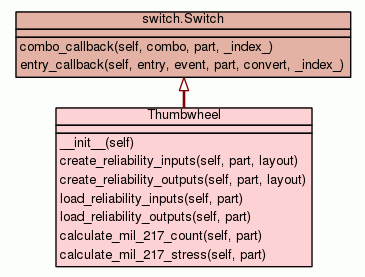 switch.Switch
combo_callback(self, combo, part, _index_)
entry_callback(self, entry, event, part, convert, _index_)
Thumbwheel
__init__(self)
create_reliability_inputs(self, part, layout)
create_reliability_outputs(self, part, layout)
load_reliability_inputs(self, part)
load_reliability_outputs(self, part)
calculate_mil_217_count(self, part)
calculate_mil_217_stress(self, part)